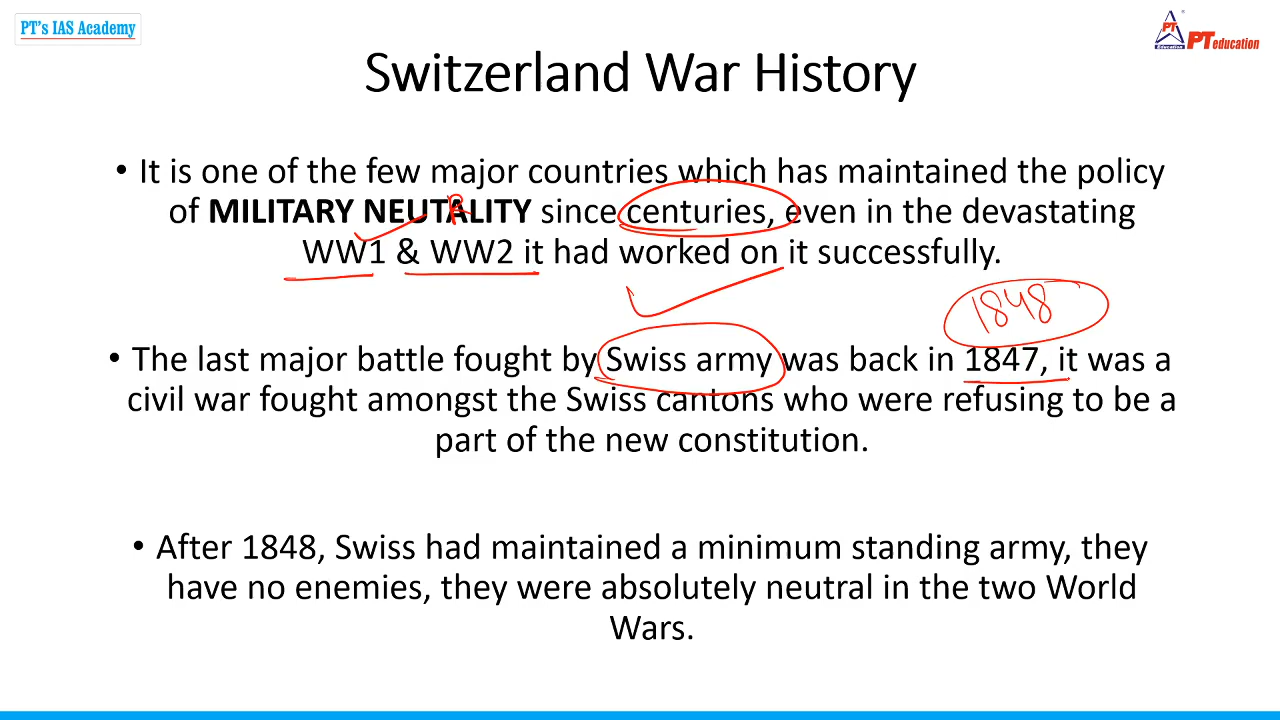 PT's IAS Academy
PT
Education
PT education
Switzerland War History
• It is one of the few major countries which has maintained the policy
of MILITARY NEUTALITY since centuries, even in the devastating
R
WW1 & WW2 it had worked on it successfully.
1848
• The last major battle fought by Swiss army was back in 1847, it was a
civil war fought amongst the Swiss cantons who were refusing to be a
part of the new constitution.
• After 1848, Swiss had maintained a minimum standing army, they
have no enemies, they were absolutely neutral in the two World
Wars.